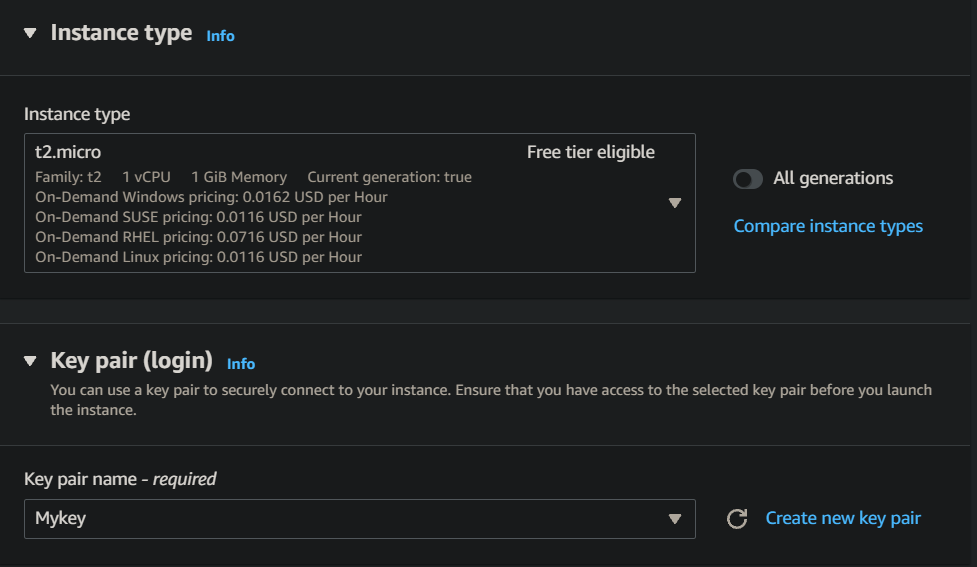 Instance type Info
Instance type
t2.micro Free tier eligible
Family: t2 1 vCPU 1 GiB Memory Current generation: true
On-Demand Windows pricing: 0.0162 USD per Hour
On-Demand SUSE pricing: 0.0116 USD per Hour
On-Demand RHEL pricing: 0.0716 USD per Hour
On-Demand Linux pricing: 0.0116 USD per Hour
All generations
Compare instance types
Key pair (login) Info
You can use a key pair to securely connect to your instance. Ensure that you have access to the selected key pair before you launch
the instance.
Key pair name - required
Mykey
Create new key pair